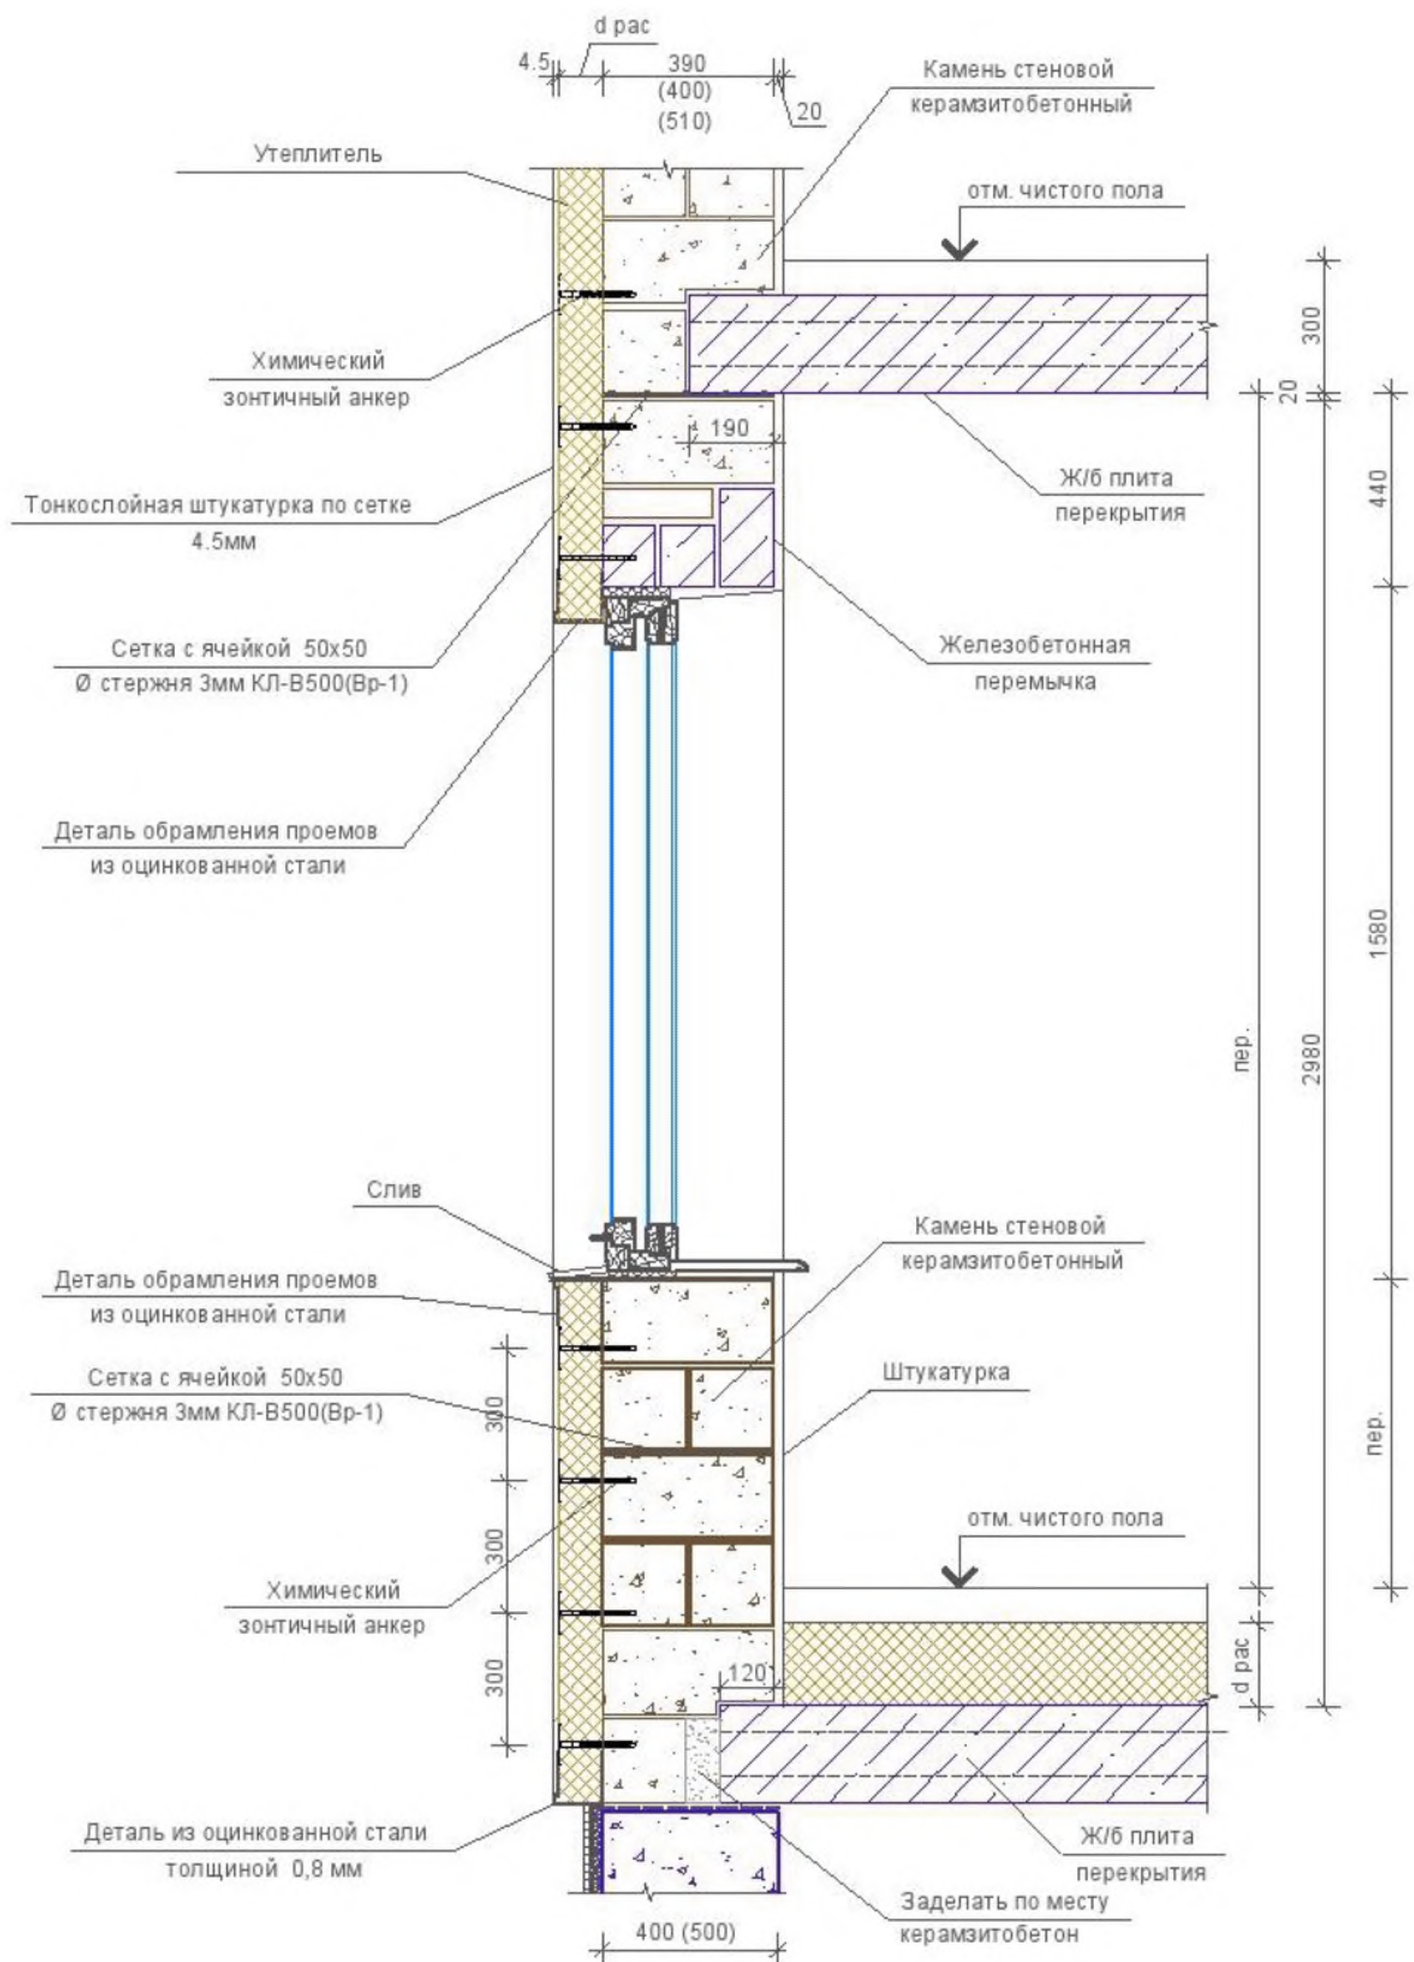 d рас
4.5
390
(400)
(510)
20
Камень стеновой
керамзитобетонный
Утеплитель
отм. чистого пола
300
Химический
зонтичный анкер
20
190
440
Ж/б плита
перекрытия
Тонкослойная штукатурка по сетке
4.5мм
Сетка с ячейкой 50х50
Ø стержня 3мм КЛ-В500(Вр-1)
Железобетонная
перемычка
Деталь обрамления проемов
из оцинкованной стали
1580
пер.
2980
Слив
Камень стеновой
керамзитобетонный
Деталь обрамления проемов
из оцинкованной стали
Сетка с ячейкой 50х50
Ø стержня 3мм КЛ-В500(Вр-1)
Штукатурка
300
пер.
отм. чистого пола
300
Химический
зонтичный анкер
300
120
d рас
Деталь из оцинкованной стали
толщиной 0,8 мм
Ж/б плита
перекрытия
Заделать по месту
керамзитобетон
400 (500)